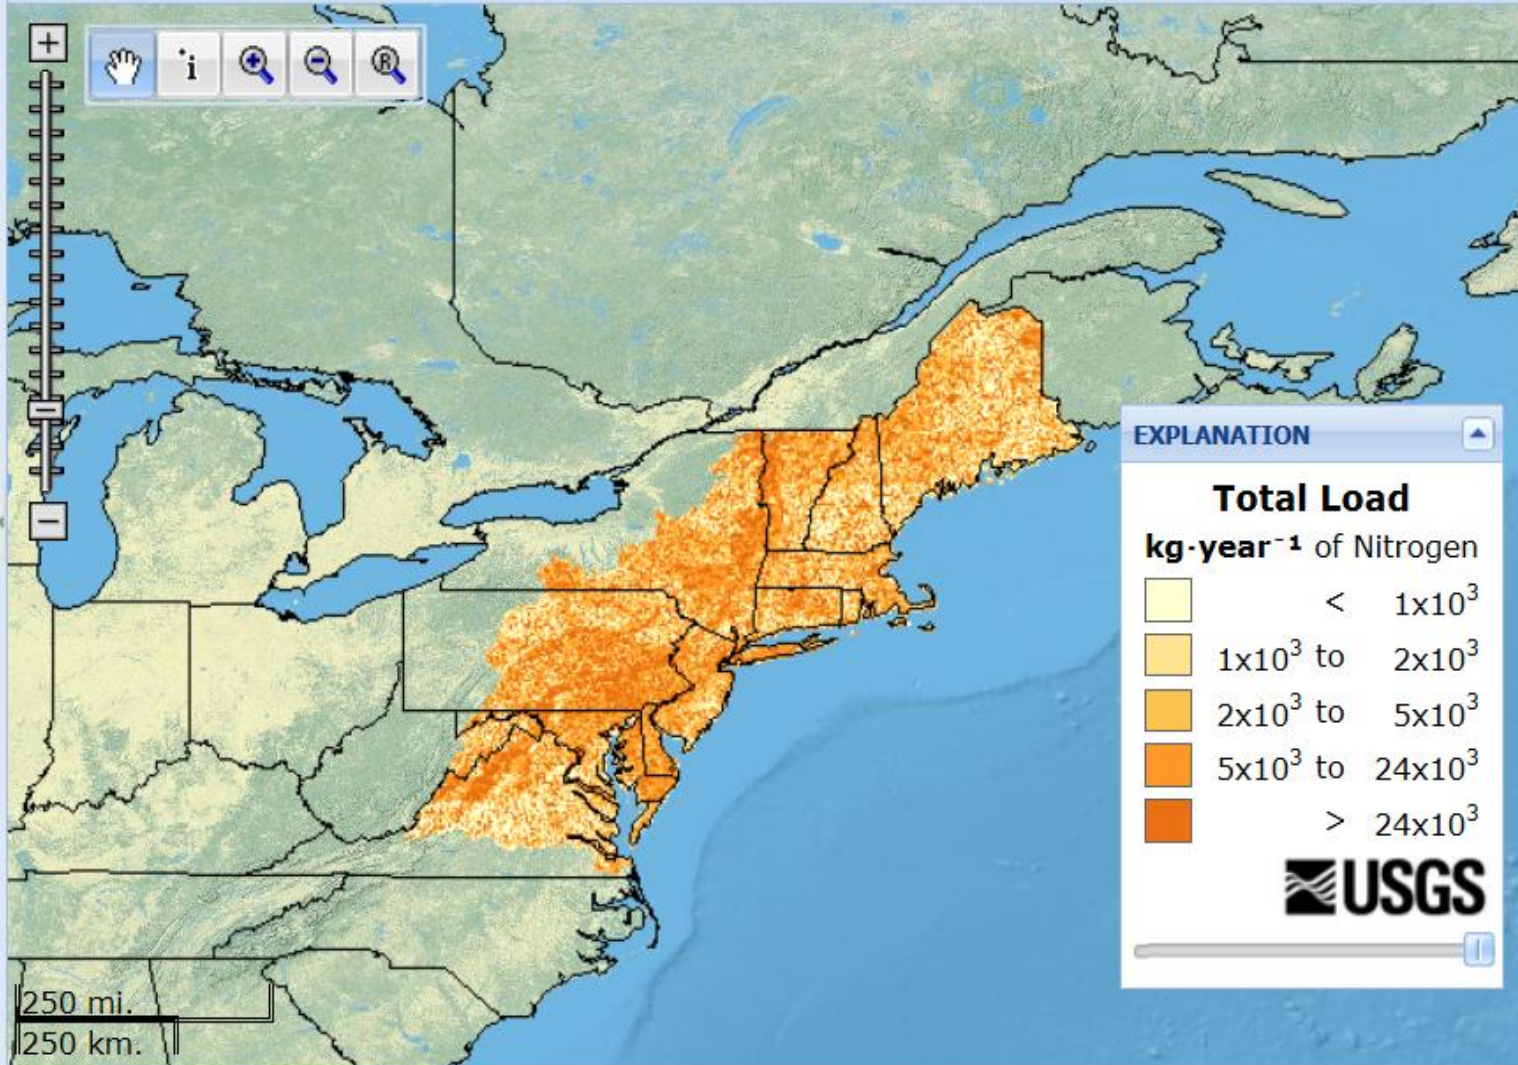 +
i
R
−
EXPLANATION
Total Load
kg·year⁻¹ of Nitrogen
< 1x10³
1x10³ to 2x10³
2x10³ to 5x10³
5x10³ to 24x10³
> 24x10³
USGS
250 mi.
250 km.